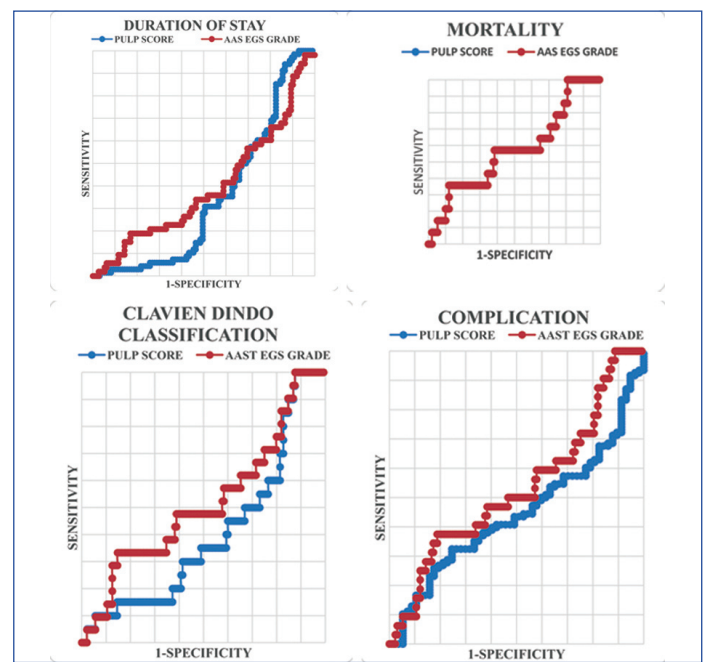 DURATION OF STAY
PULP SCORE AAS EGS GRADE
SENSITIVITY
1-SPECIFICITY
MORTALITY
PULP SCORE AAS EGS GRADE
SENSITIVITY
1-SPECIFICITY
CLAVIEN DINDO
CLASSIFICATION
PULP SCORE AAST EGS GRADE
SENSITIVITY
1-SPECIFICITY
COMPLICATION
PULP SCORE AAST EGS GRADE
SENSITIVITY
1-SPECIFICITY